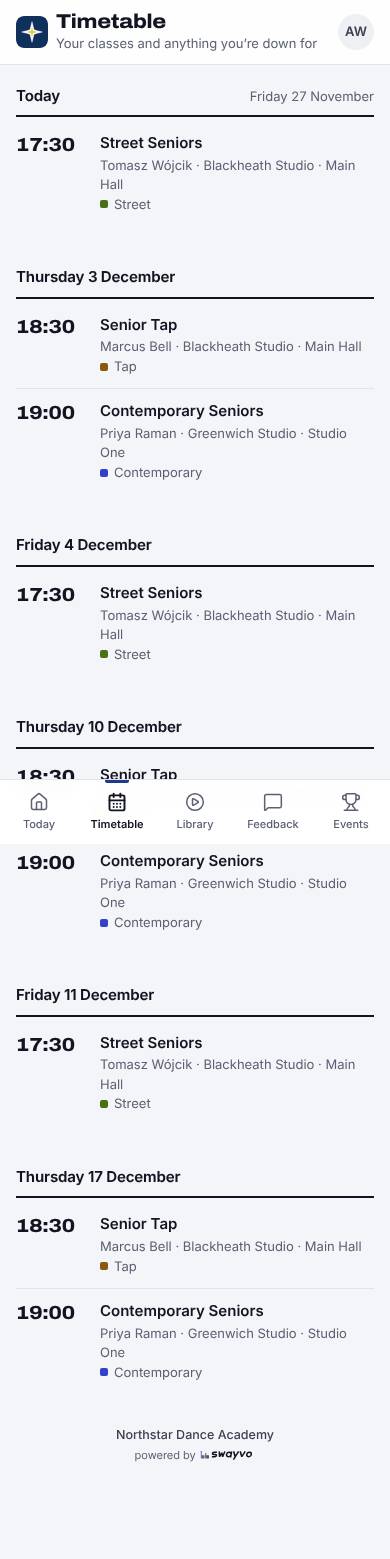 Timetable
Your classes and anything you're down for
AW
Today
Friday 27 November
17:30
Street Seniors
Tomasz Wójcik · Blackheath Studio · Main
Hall
Street
Thursday 3 December
18:30
Senior Tap
Marcus Bell · Blackheath Studio · Main Hall
Tap
19:00
Contemporary Seniors
Priya Raman · Greenwich Studio · Studio
One
Contemporary
Friday 4 December
17:30
Street Seniors
Tomasz Wójcik · Blackheath Studio · Main
Hall
Street
Thursday 10 December
18:30
Senior Tap
Today
Timetable
Library
Feedback
Events
19:00
Contemporary Seniors
Priya Raman · Greenwich Studio · Studio
One
Contemporary
Friday 11 December
17:30
Street Seniors
Tomasz Wójcik · Blackheath Studio · Main
Hall
Street
Thursday 17 December
18:30
Senior Tap
Marcus Bell · Blackheath Studio · Main Hall
Tap
19:00
Contemporary Seniors
Priya Raman · Greenwich Studio · Studio
One
Contemporary
Northstar Dance Academy
powered by swayvo